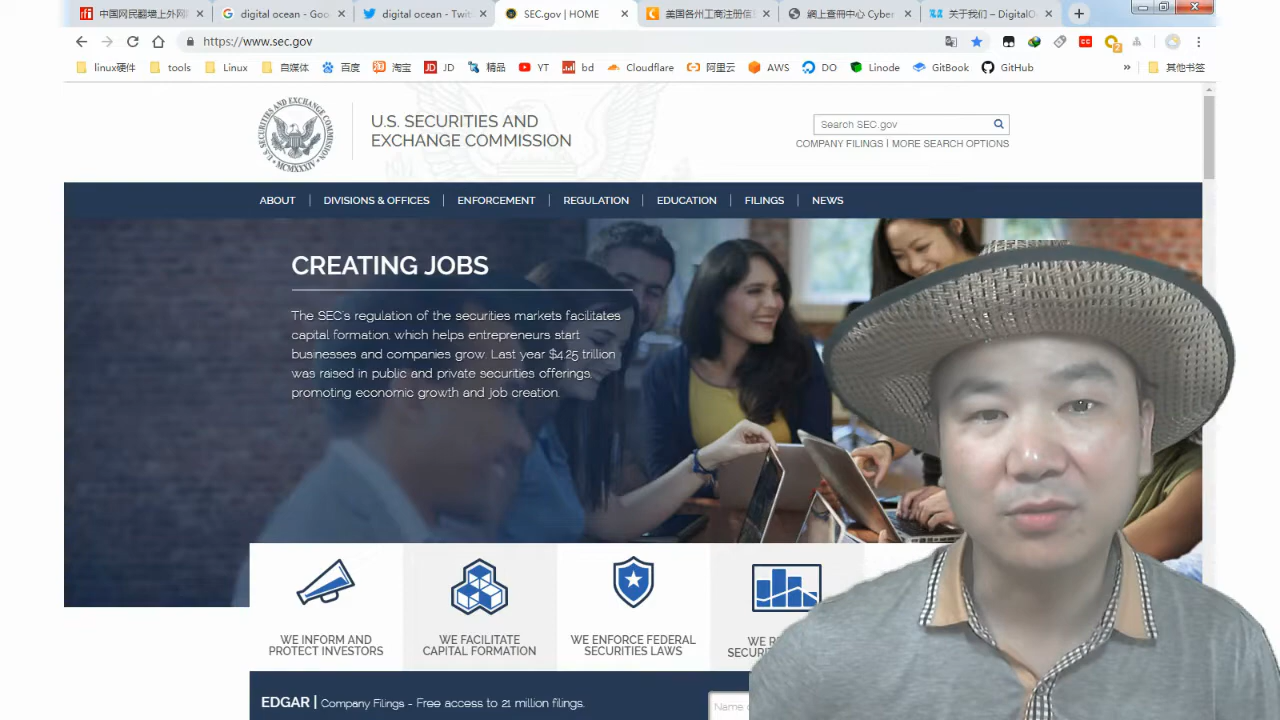 中国网民翻墙上外网
digital ocean - Goo
digital ocean - Twit
SEC.gov | HOME
美国各州工商注册信
網上查冊中心 Cyber
关于我们 – DigitalO
https://www.sec.gov
linux硬件
tools
Linux
自媒体
百度
淘宝
JD
精品
YT
bd
Cloudflare
阿里云
AWS
DO
Linode
GitBook
GitHub
»
其他书签
U.S. SECURITIES AND
EXCHANGE COMMISSION
SECURITIES AND EXCHANGE COMMISSION
MCMXXXIV
Search SEC.gov
COMPANY FILINGS | MORE SEARCH OPTIONS
ABOUT
DIVISIONS & OFFICES
ENFORCEMENT
REGULATION
EDUCATION
FILINGS
NEWS
CREATING JOBS
The SEC's regulation of the securities markets facilitates
capital formation, which helps entrepreneurs start
businesses and companies grow. Last year $4.25 trillion
was raised in public and private securities offerings,
promoting economic growth and job creation.
WE INFORM AND
PROTECT INVESTORS
WE FACILITATE
CAPITAL FORMATION
WE ENFORCE FEDERAL
SECURITIES LAWS
EDGAR | Company Filings - Free access to 21 million filings.